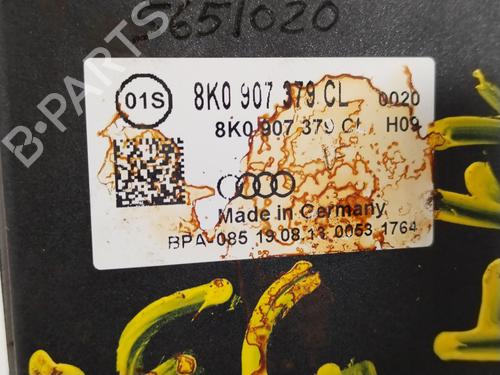 5651020
01S
8K0 907 379 CL 0020
8K0 907 379 CL H09
Made in Germany
BPA-085 19.08.13 0053 1764
B-PARTS